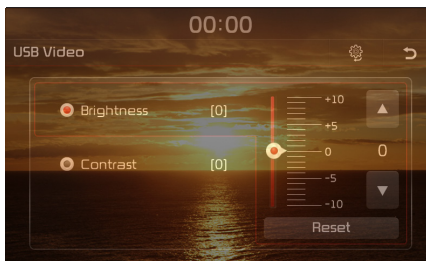 00:00
USB Video
Brightness [0]
Contrast [0]
+10
+5
0 0
-5
-10
Reset